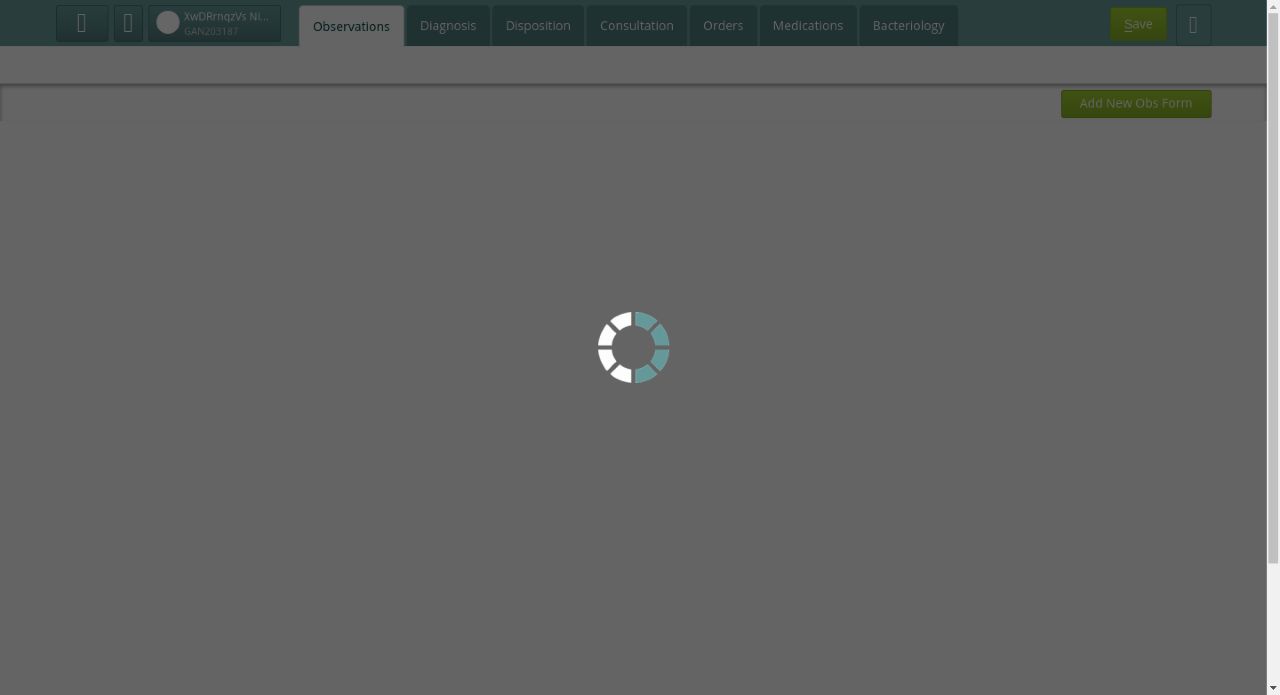 XwDRrnqzVs Ni...
GAN203187
Observations
Diagnosis
Disposition
Consultation
Orders
Medications
Bacteriology
Save
Add New Obs Form